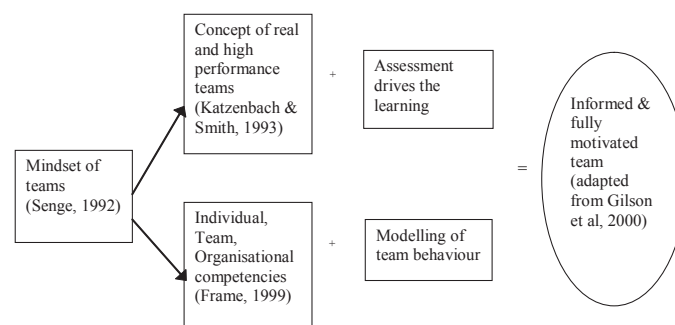 Mindset of
teams
(Senge, 1992)
Concept of real
and high
performance
teams
(Katzenbach &
Smith, 1993)
+
Assessment
drives the
learning
Individual,
Team,
Organisational
competencies
(Frame, 1999)
+
Modelling of
team behaviour
=
Informed &
fully
motivated
team
(adapted
from Gilson
et al, 2000)